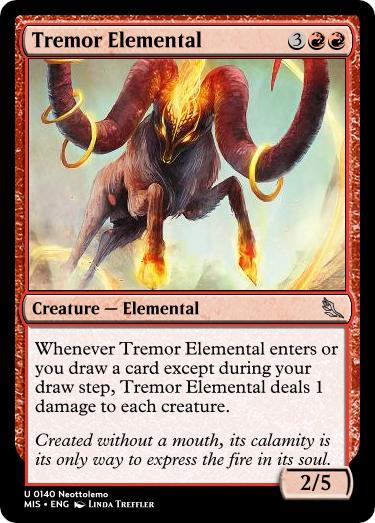 Tremor Elemental 3
Creature — Elemental
Whenever Tremor Elemental enters or
you draw a card except during your
draw step, Tremor Elemental deals 1
damage to each creature.
Created without a mouth, its calamity is
its only way to express the fire in its soul.
2/5
U 0140 Neottolemo
MIS • ENG Linda Treffler